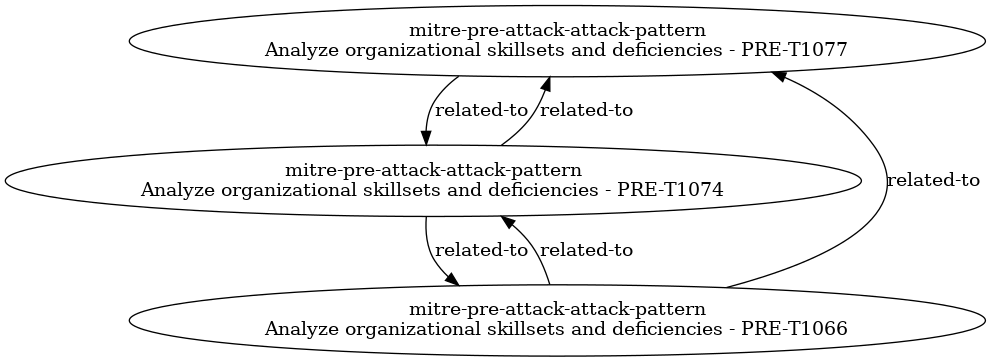 mitre-pre-attack-attack-pattern
Analyze organizational skillsets and deficiencies - PRE-T1077
related-to related-to
mitre-pre-attack-attack-pattern
Analyze organizational skillsets and deficiencies - PRE-T1074
related-to
related-to related-to
mitre-pre-attack-attack-pattern
Analyze organizational skillsets and deficiencies - PRE-T1066